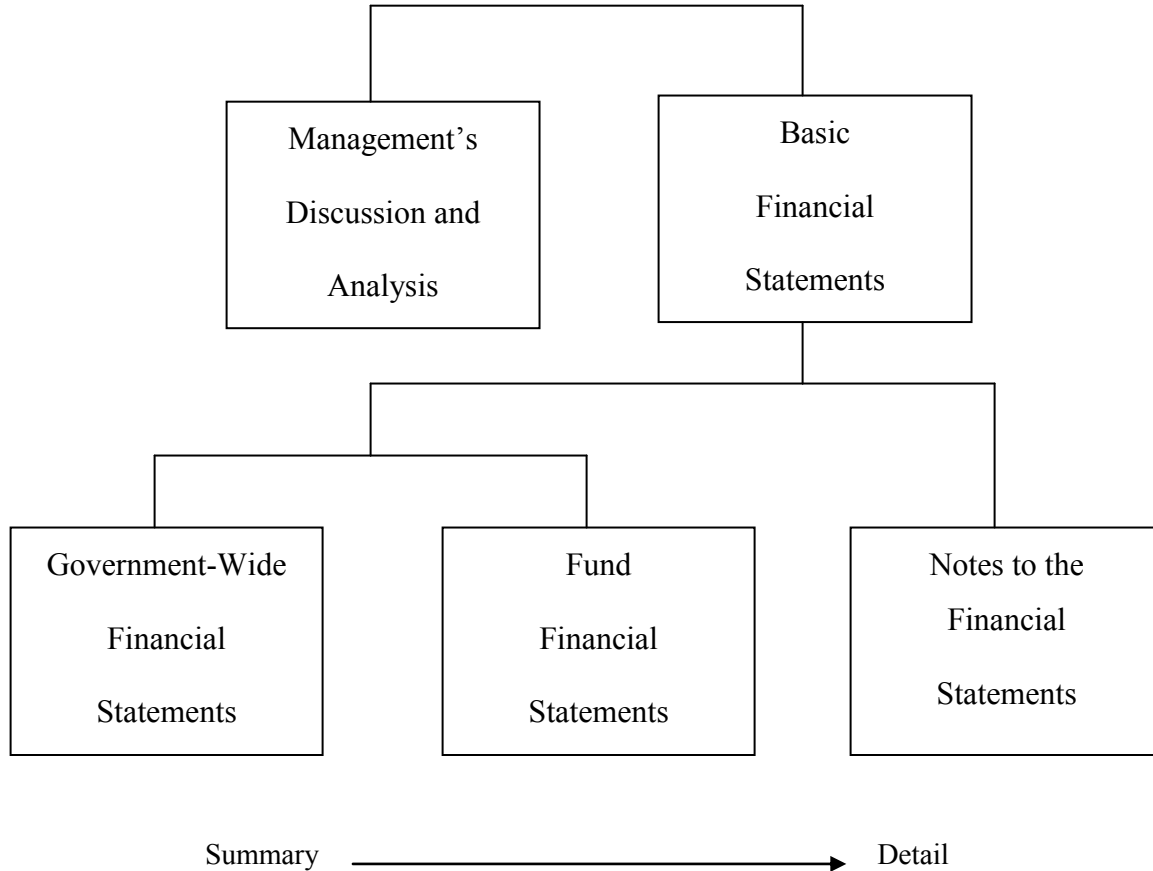 Management’s
Discussion and
Analysis
Basic
Financial
Statements
Government-Wide
Financial
Statements
Fund
Financial
Statements
Notes to the
Financial
Statements
Summary
Detail